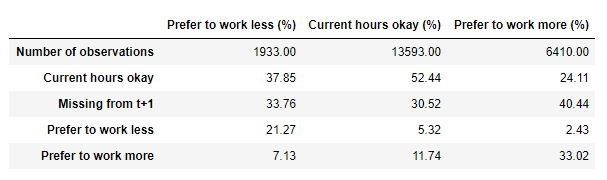 Prefer to work less (%) Current hours okay (%) Prefer to work more (%)
Number of observations 1933.00 13593.00 6410.00
Current hours okay 37.85 52.44 24.11
Missing from t+1 33.76 30.52 40.44
Prefer to work less 21.27 5.32 2.43
Prefer to work more 7.13 11.74 33.02